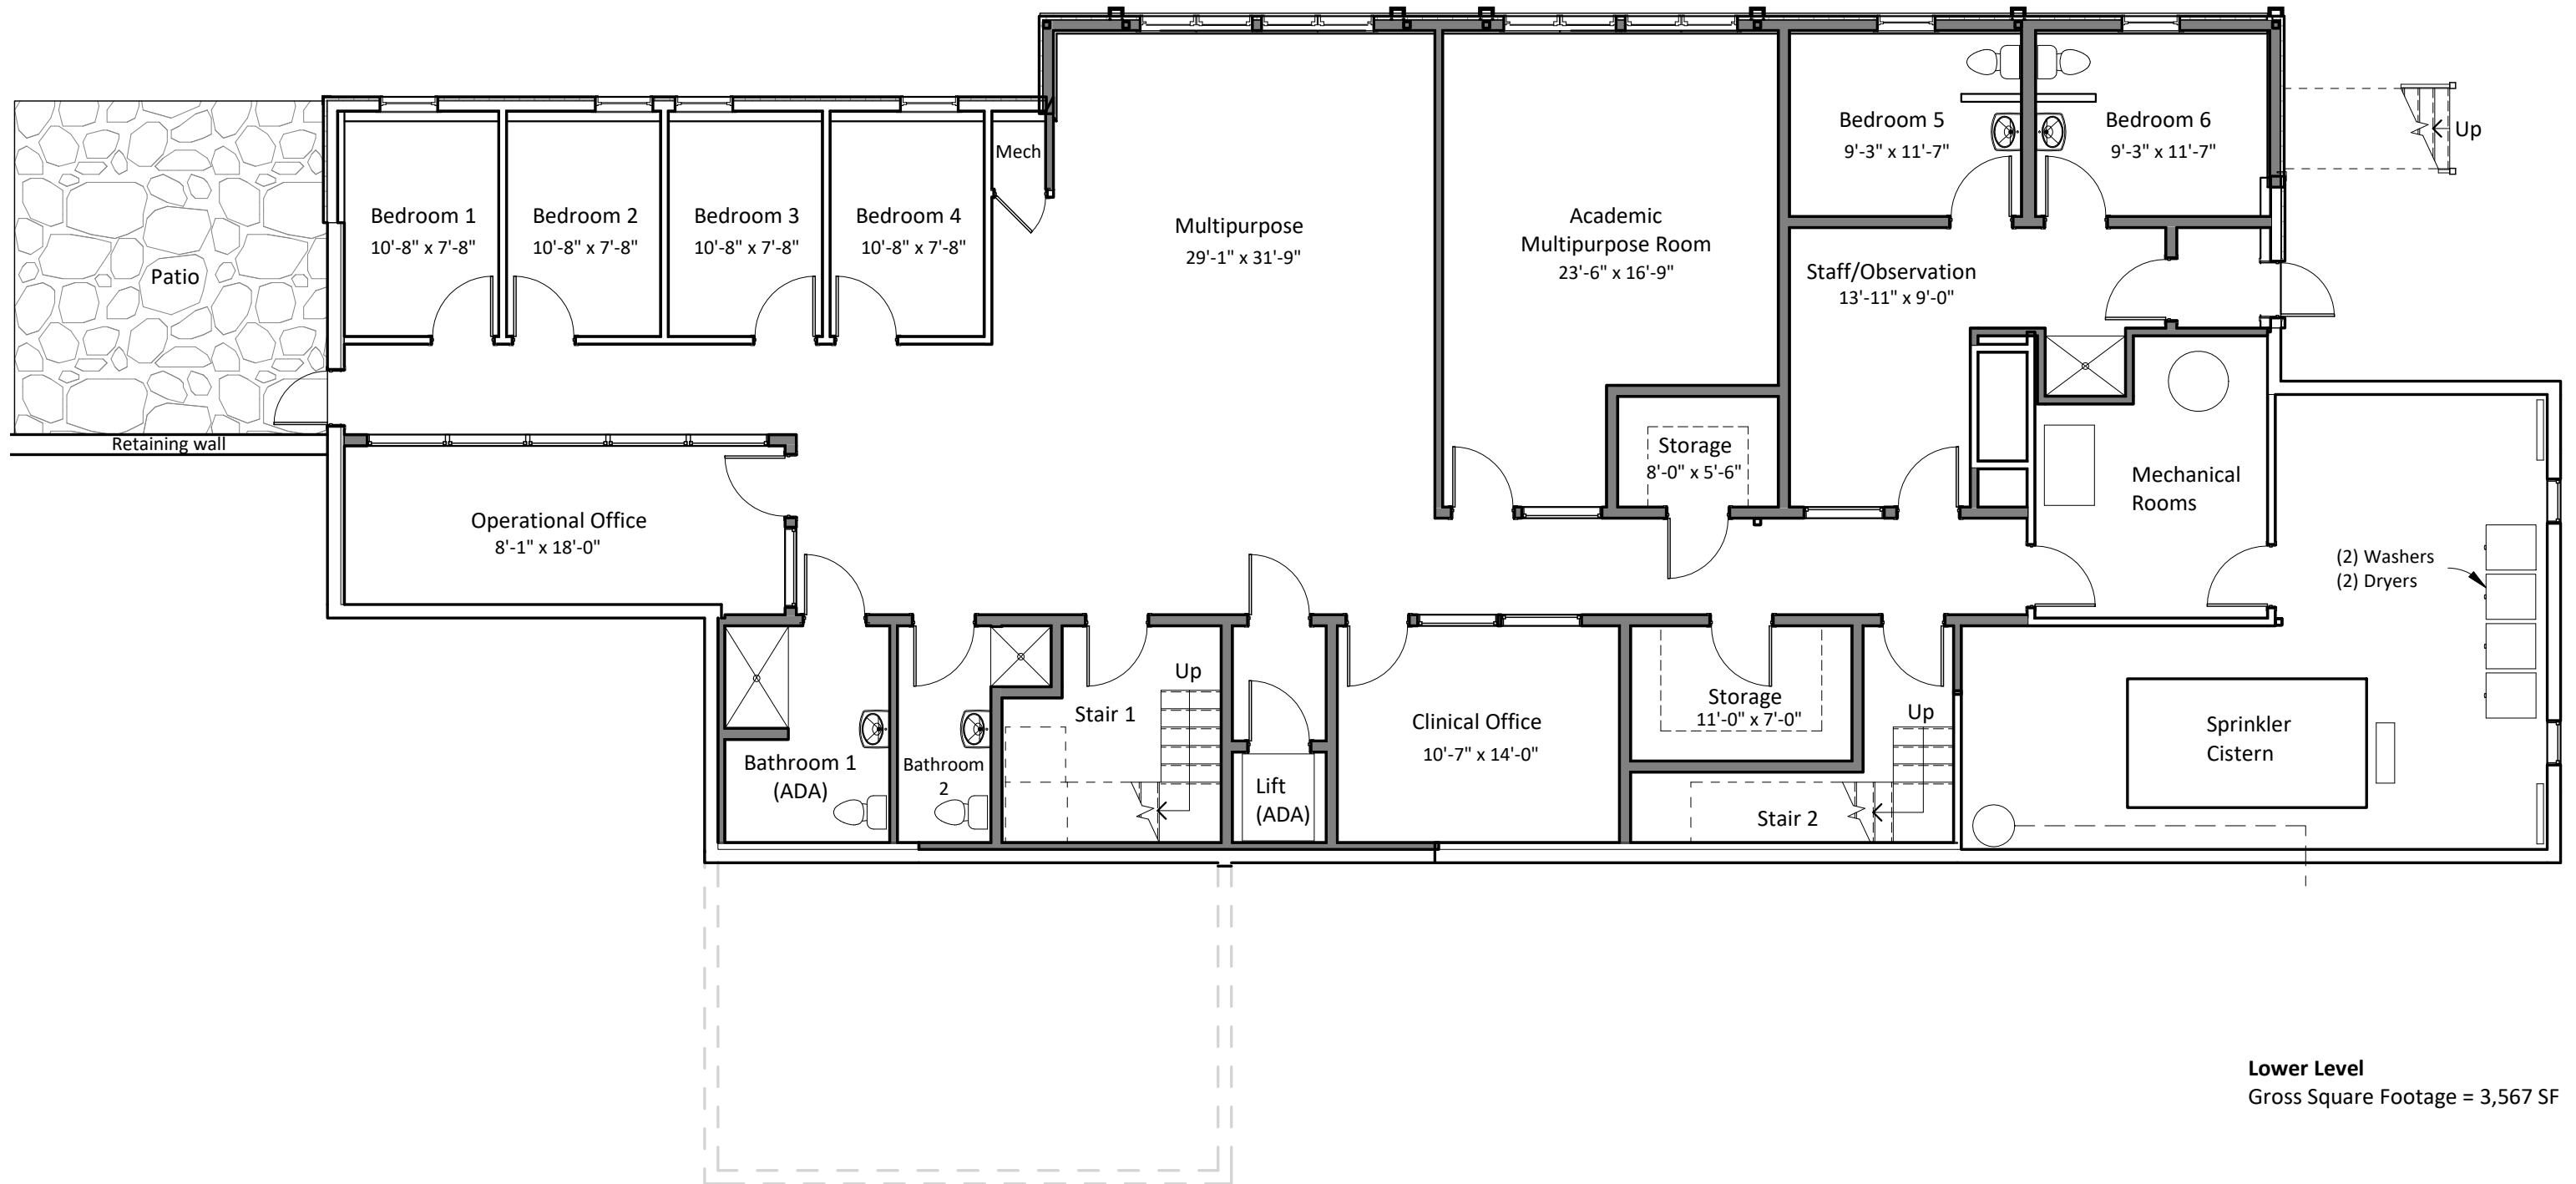 Patio
Retaining wall
Bedroom 1
10'-8" x 7'-8"
Bedroom 2
10'-8" x 7'-8"
Bedroom 3
10'-8" x 7'-8"
Bedroom 4
10'-8" x 7'-8"
Mech
Multipurpose
29'-1" x 31'-9"
Academic
Multipurpose Room
23'-6" x 16'-9"
Bedroom 5
9'-3" x 11'-7"
Bedroom 6
9'-3" x 11'-7"
Up
Staff/Observation
13'-11" x 9'-0"
Storage
8'-0" x 5'-6"
Mechanical
Rooms
Operational Office
8'-1" x 18'-0"
(2) Washers
(2) Dryers
Bathroom 1
(ADA)
Bathroom
2
Stair 1
Up
Lift
(ADA)
Clinical Office
10'-7" x 14'-0"
Storage
11'-0" x 7'-0"
Stair 2
Up
Sprinkler
Cistern
Lower Level
Gross Square Footage = 3,567 SF